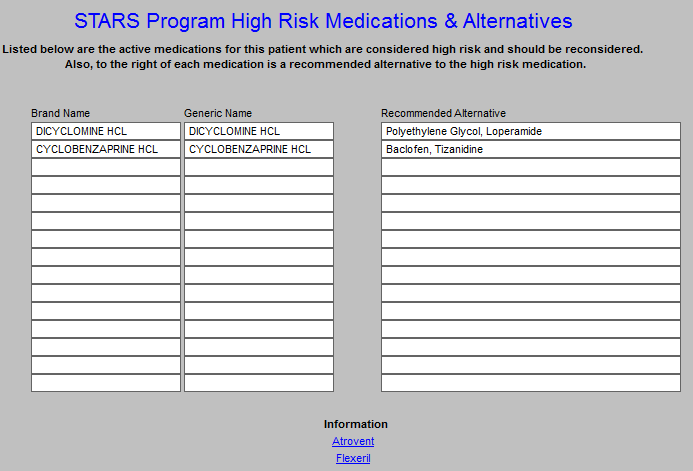 STARS Program High Risk Medications & Alternatives
Listed below are the active medications for this patient which are considered high risk and should be reconsidered.
Also, to the right of each medication is a recommended alternative to the high risk medication.
Brand Name Generic Name Recommended Alternative
DICYCLOMINE HCL DICYCLOMINE HCL Polyethylene Glycol, Loperamide
CYCLOBENZAPRINE HCL CYCLOBENZAPRINE HCL Baclofen, Tizanidine
Information
Atrovent
Flexeril